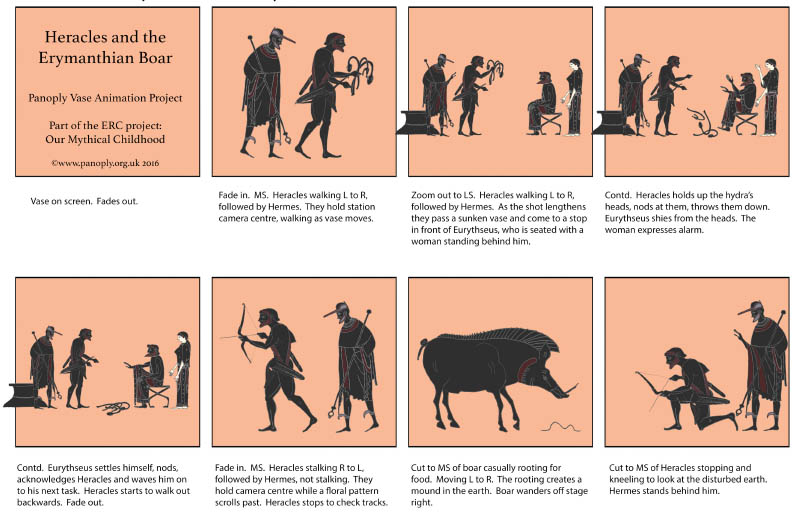 Heracles and the
Erymanthian Boar
Panoply Vase Animation Project
Part of the ERC project:
Our Mythical Childhood
©www.panoply.org.uk 2016
Vase on screen.  Fades out.
Fade in.  MS.  Heracles walking L to R,
followed by Hermes.  They hold station
camera centre, walking as vase moves.
Zoom out to LS.  Heracles walking L to R,
followed by Hermes.  As the shot lengthens
they pass a sunken vase and come to a stop
in front of Eurythseus, who is seated with a
woman standing behind him.
Contd.  Heracles holds up the hydra's
heads, nods at them, throws them down.
Eurythseus shies from the heads.  The
woman expresses alarm.
Contd.  Eurythseus settles himself, nods,
acknowledges Heracles and waves him on
to his next task.  Heracles starts to walk out
backwards.  Fade out.
Fade in.  MS.  Heracles stalking R to L,
followed by Hermes, not stalking.  They
hold camera centre while a floral pattern
scrolls past.  Heracles stops to check tracks.
Cut to MS of boar casually rooting for
food.  Moving L to R.  The rooting creates a
mound in the earth.  Boar wanders off stage
right.
Cut to MS of Heracles stopping and
kneeling to look at the disturbed earth.
Hermes stands behind him.